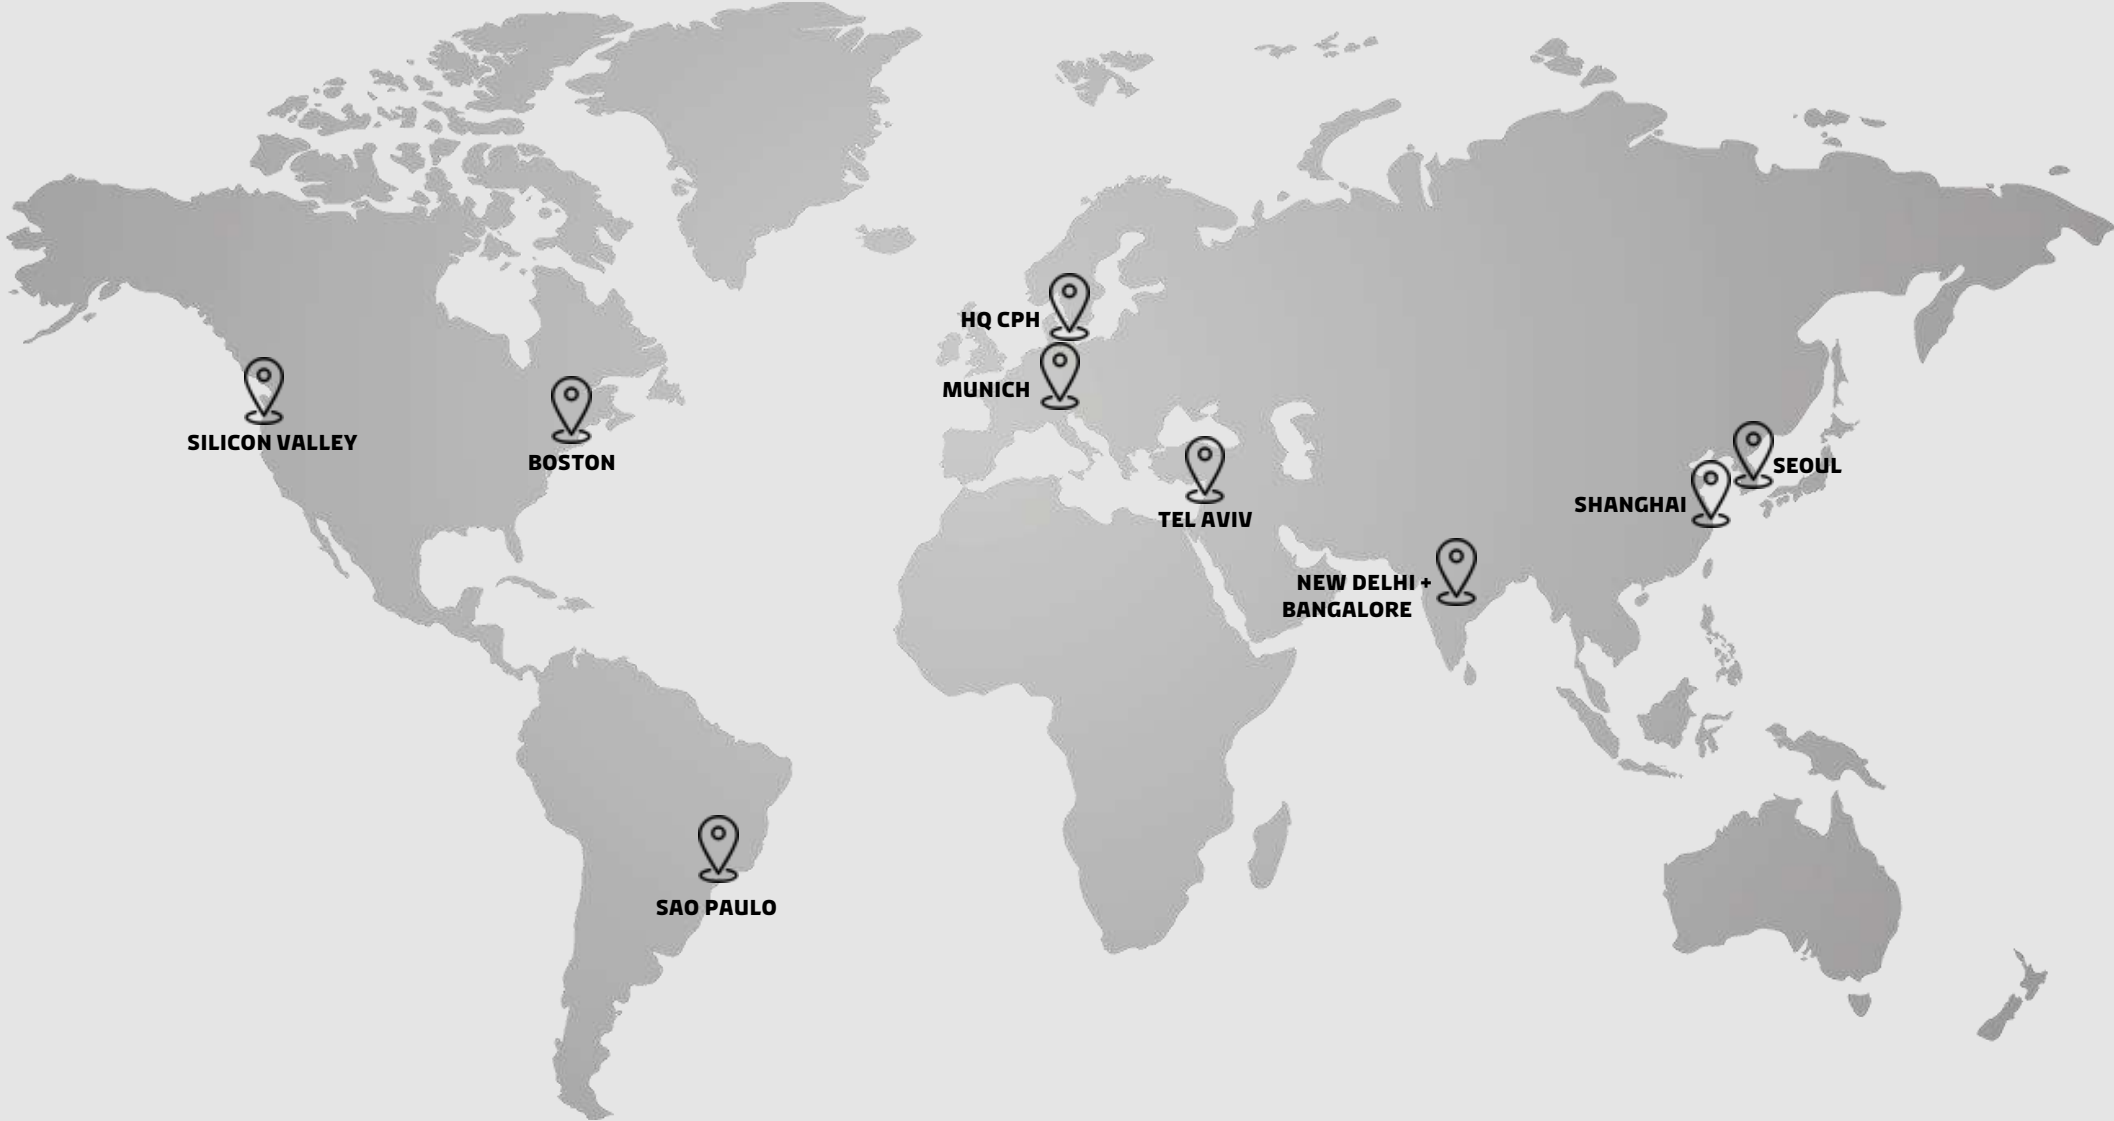 HQ CPH
MUNICH
SILICON VALLEY
BOSTON
SEOUL
SHANGHAI
TEL AVIV
NEW DELHI +
BANGALORE
SAO PAULO